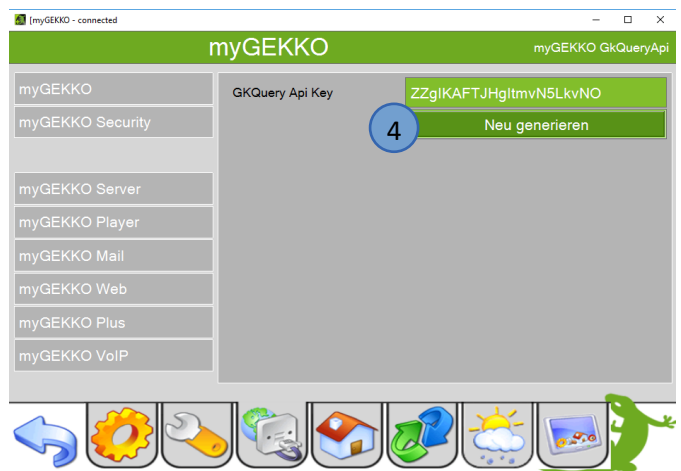 [myGEKKO - connected
myGEKKO
myGEKKO GkQueryApi
myGEKKO
myGEKKO Security
myGEKKO Server
myGEKKO Player
myGEKKO Mail
myGEKKO Web
myGEKKO Plus
myGEKKO VoIP
GKQuery Api Key
ZZgIKAFTJHgltmvN5LkvNO
4
Neu generieren